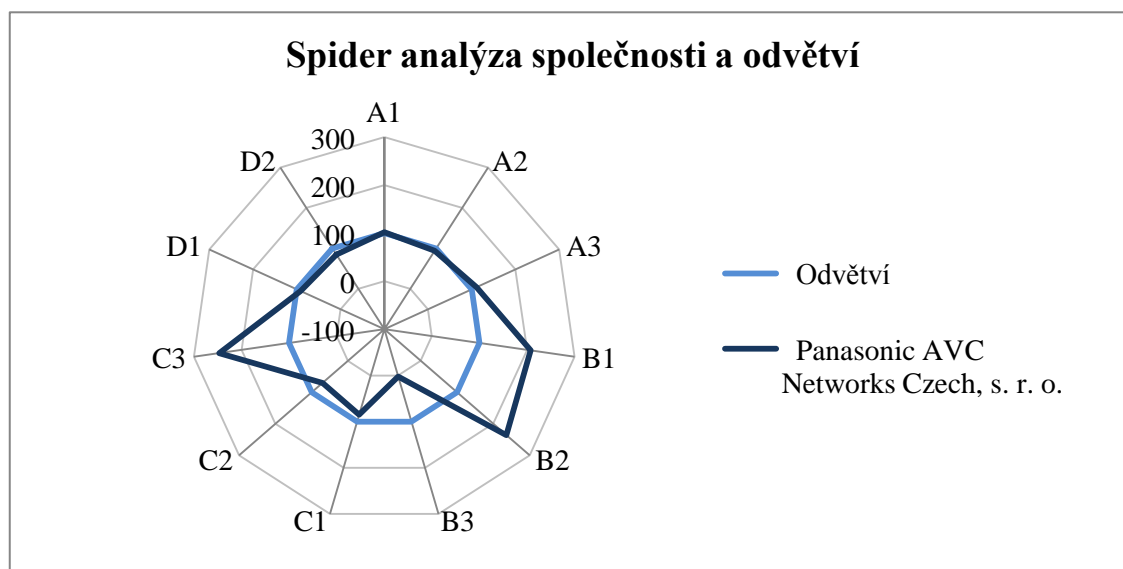 Spider analýza společnosti a odvětví
A1
A2
A3
B1
B2
B3
C1
C2
C3
D1
D2
300
200
100
0
-100
Odvětví
Panasonic AVC
Networks Czech, s. r. o.